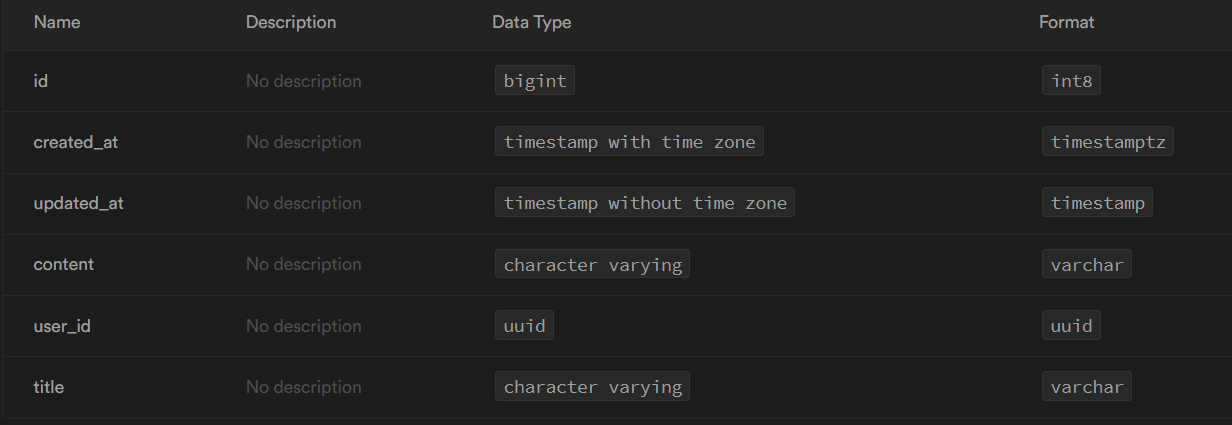 Name Description Data Type Format
id No description bigint int8
created_at No description timestamp with time zone timestamptz
updated_at No description timestamp without time zone timestamp
content No description character varying varchar
user_id No description uuid uuid
title No description character varying varchar